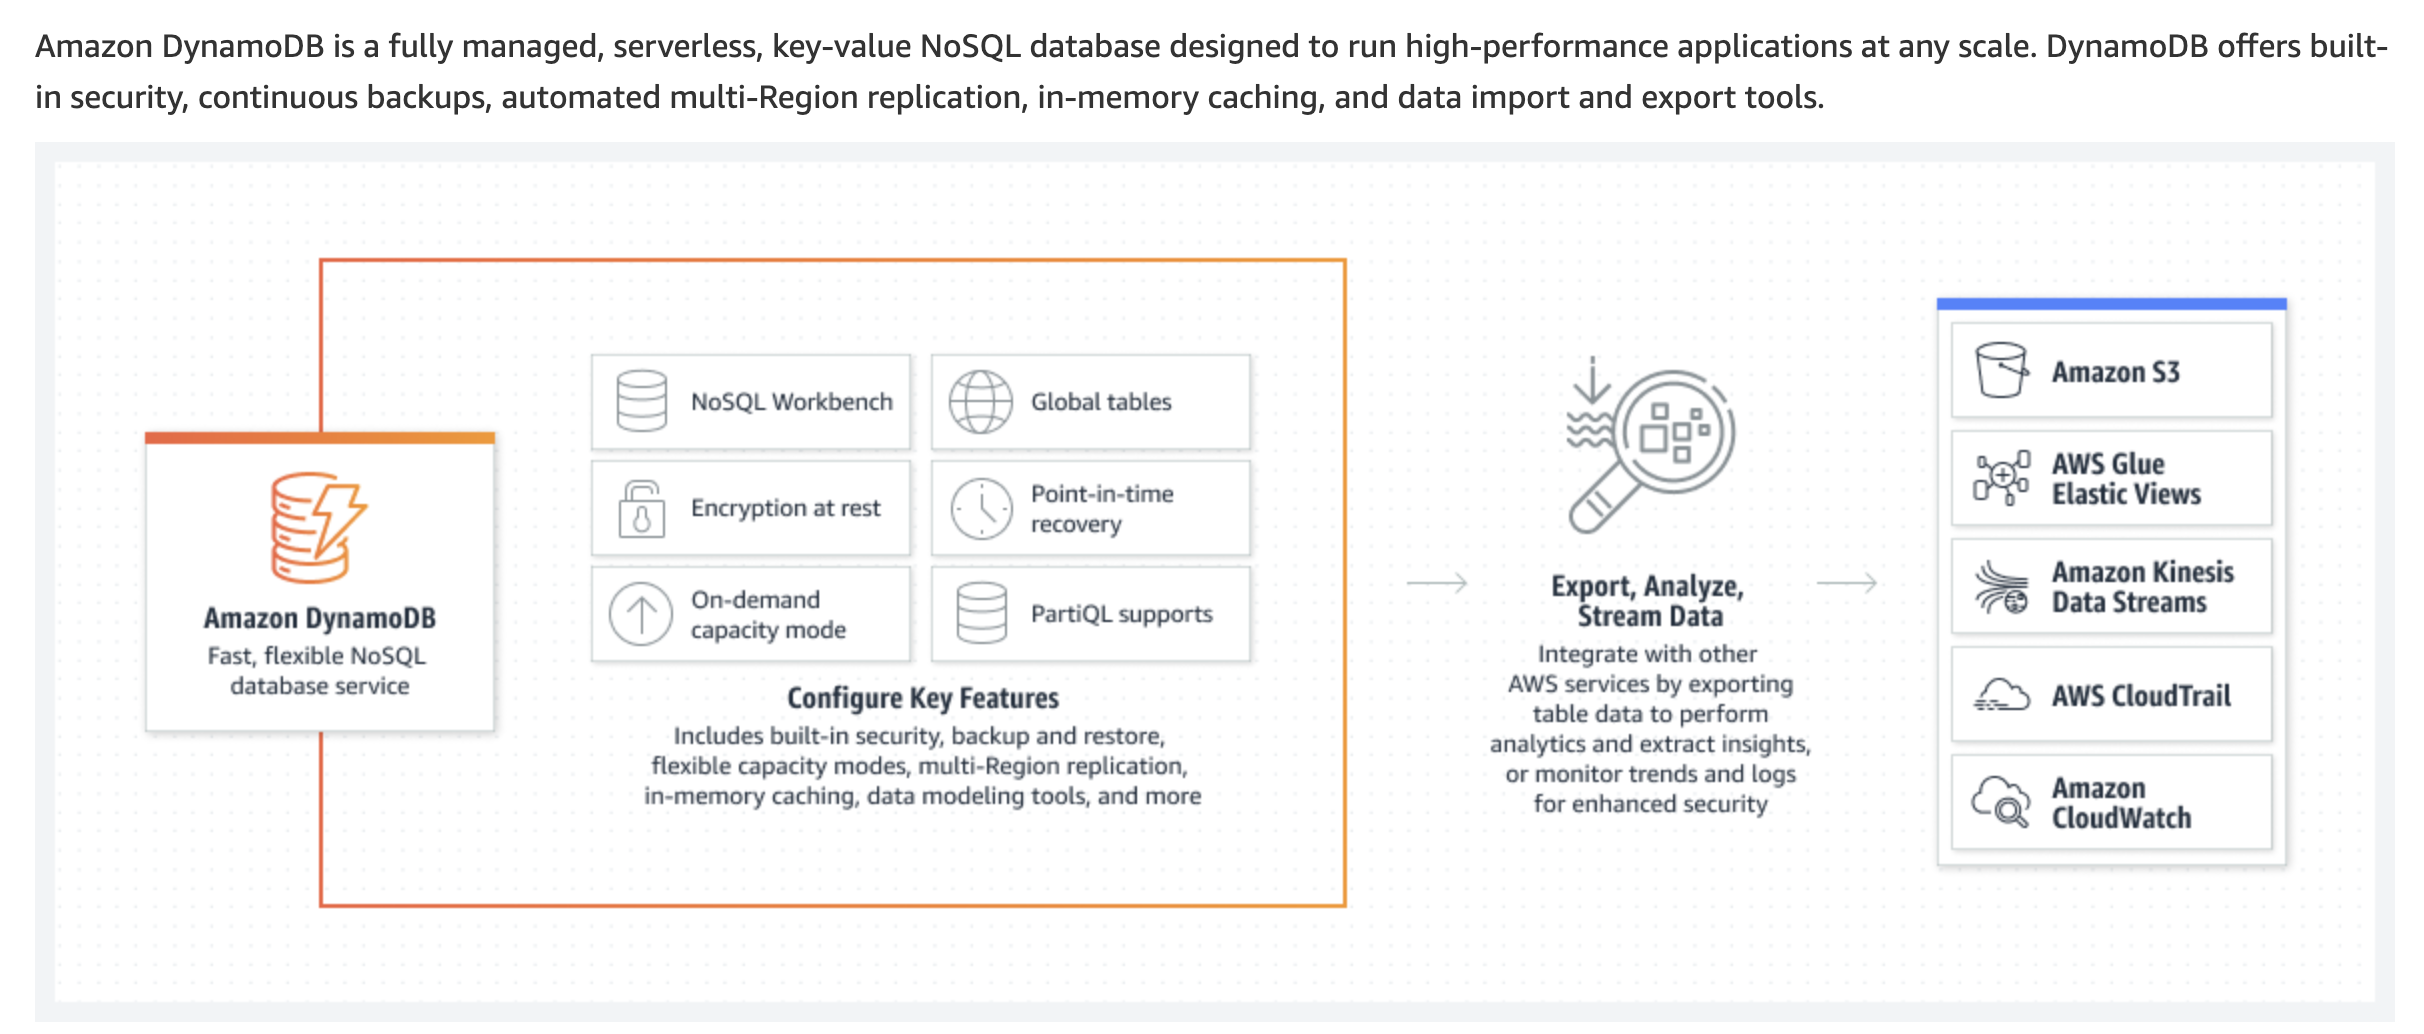 Amazon DynamoDB is a fully managed, serverless, key-value NoSQL database designed to run high-performance applications at any scale. DynamoDB offers built-
in security, continuous backups, automated multi-Region replication, in-memory caching, and data import and export tools.
Amazon DynamoDB
Fast, flexible NoSQL
database service
NoSQL Workbench
Global tables
Encryption at rest
Point-in-time
recovery
On-demand
capacity mode
PartiQL supports
Configure Key Features
Includes built-in security, backup and restore,
flexible capacity modes, multi-Region replication,
in-memory caching, data modeling tools, and more
Export, Analyze,
Stream Data
Integrate with other
AWS services by exporting
table data to perform
analytics and extract insights,
or monitor trends and logs
for enhanced security
Amazon S3
AWS Glue
Elastic Views
Amazon Kinesis
Data Streams
AWS CloudTrail
Amazon
CloudWatch